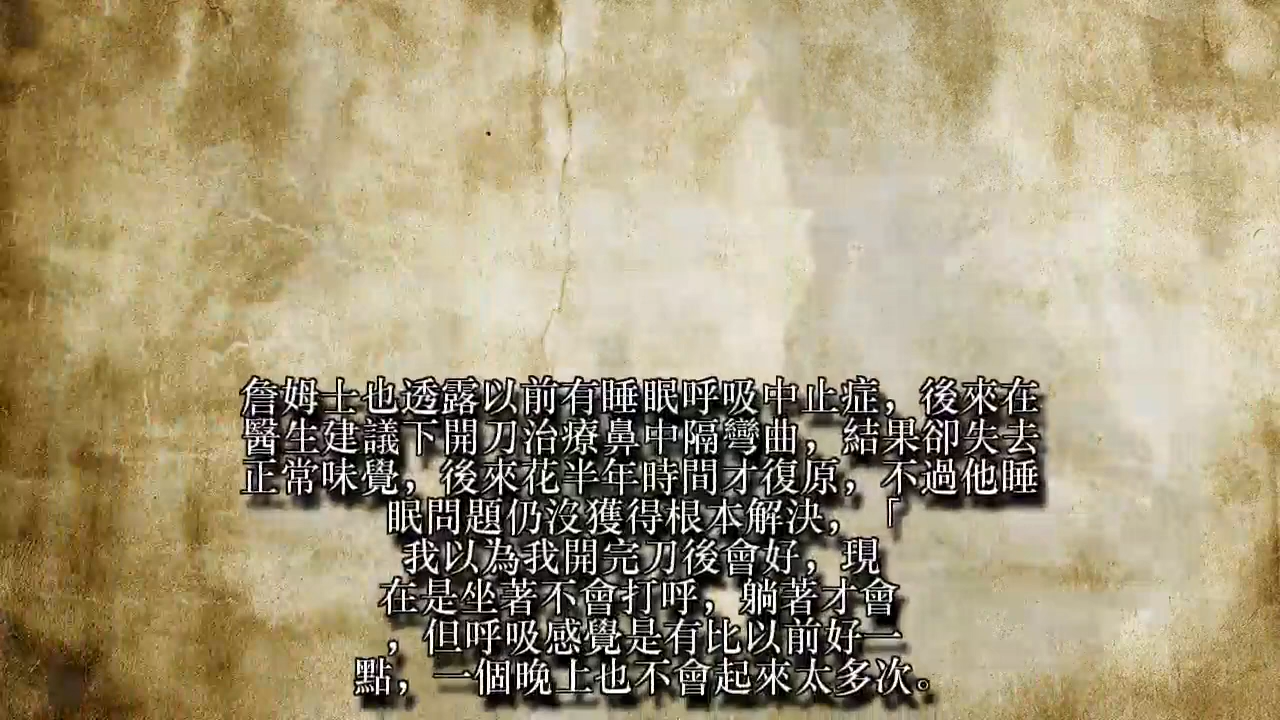 詹姆士也透露以前有睡眠呼吸中止症，後來在
醫生建議下開刀治療鼻中隔彎曲，結果卻失去
正常味覺，後來花半年時間才復原，不過他睡
眠問題仍沒獲得根本解決，「
我以為我開完刀後會好，現
在是坐著不會打呼，躺著才會
，但呼吸感覺是有比以前好一
點，一個晚上也不會起來太多次。